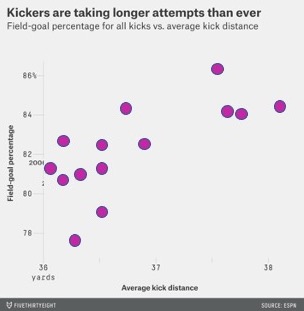 Kickers are taking longer attempts than ever
Field-goal percentage for all kicks vs. average kick distance
86%
84
82
80
78
Field-goal percentage
36
yards
37
38
Average kick distance
FIVETHIRTYEIGHT
SOURCE: ESPN